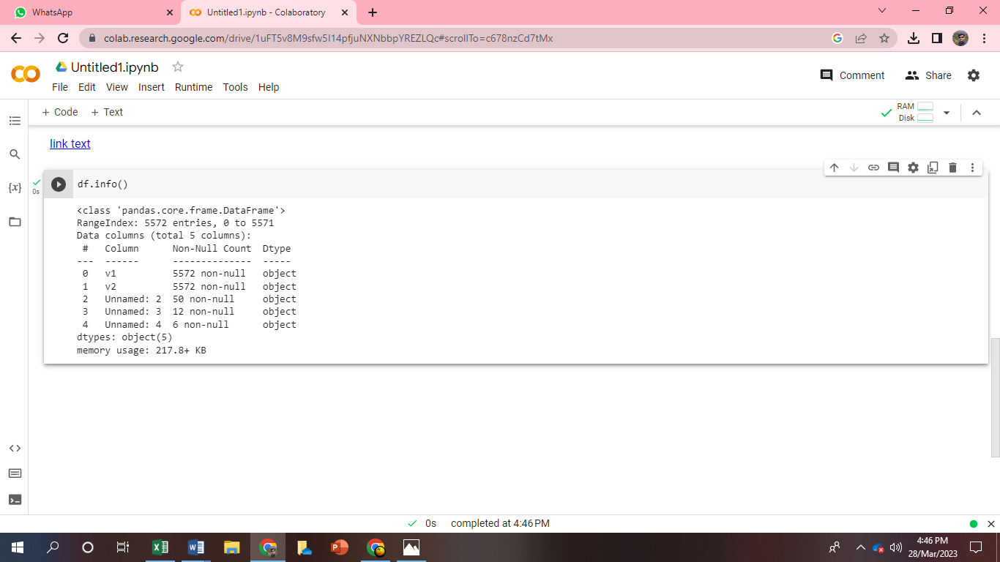 WhatsApp
Untitled1.ipynb - Colaboratory
colab.research.google.com/drive/1uFT5v8M9sfw5I14pfjuNXNbbpYREZLQc#scrollTo=c678nzCd7tMx
Untitled1.ipynb
File Edit View Insert Runtime Tools Help
Comment
Share
+ Code + Text
RAM
Disk
link text
{x}
0s
df.info()
<class 'pandas.core.frame.DataFrame'>
RangeIndex: 5572 entries, 0 to 5571
Data columns (total 5 columns):
 #   Column      Non-Null Count  Dtype
---  ------      --------------  -----
 0   v1          5572 non-null   object
 1   v2          5572 non-null   object
 2   Unnamed: 2  50 non-null     object
 3   Unnamed: 3  12 non-null     object
 4   Unnamed: 4  6 non-null      object
dtypes: object(5)
memory usage: 217.8+ KB
0s completed at 4:46 PM
4:46 PM
28/Mar/2023